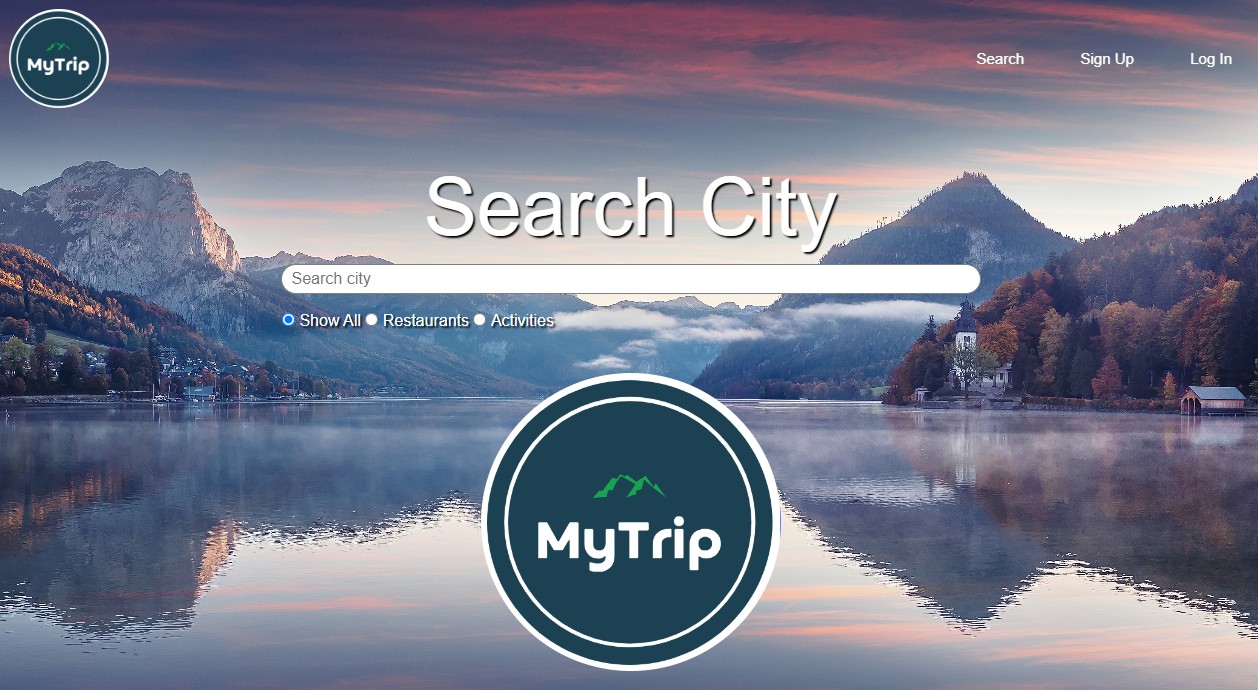 MyTrip
Search Sign Up Log In
Search City
Search city
Show All Restaurants Activities
MyTrip